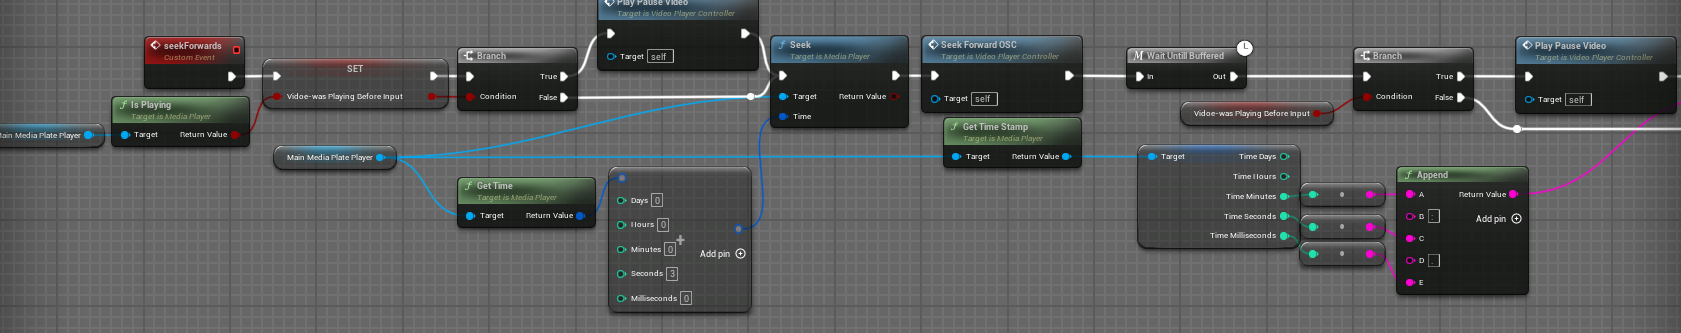 Play Pause Video
Target is Video Player Controller
Target self
seekForwards
Custom Event
SET
Vidoe-was Playing Before Input
Is Playing
Target is Media Player
Target Return Value
Main Media Plate Player
Branch
True
Condition False
Seek
Target is Media Player
Target Return Value
Time
Seek Forward OSC
Target is Video Player Controller
Target self
Wait Untill Buffered
In Out
Vidoe-was Playing Before Input
Branch
True
Condition False
Play Pause Video
Target is Video Player Controller
Target self
Main Media Plate Player
Get Time
Target is Media Player
Target Return Value
Days 0
Hours 0
Minutes 0
Seconds 3
Milliseconds 0
Add pin
Get Time Stamp
Target is Media Player
Target Return Value
Target Time Days
Time Hours
Time Minutes
Time Seconds
Time Milliseconds
Append
A Return Value
B :
C Add pin
D
E